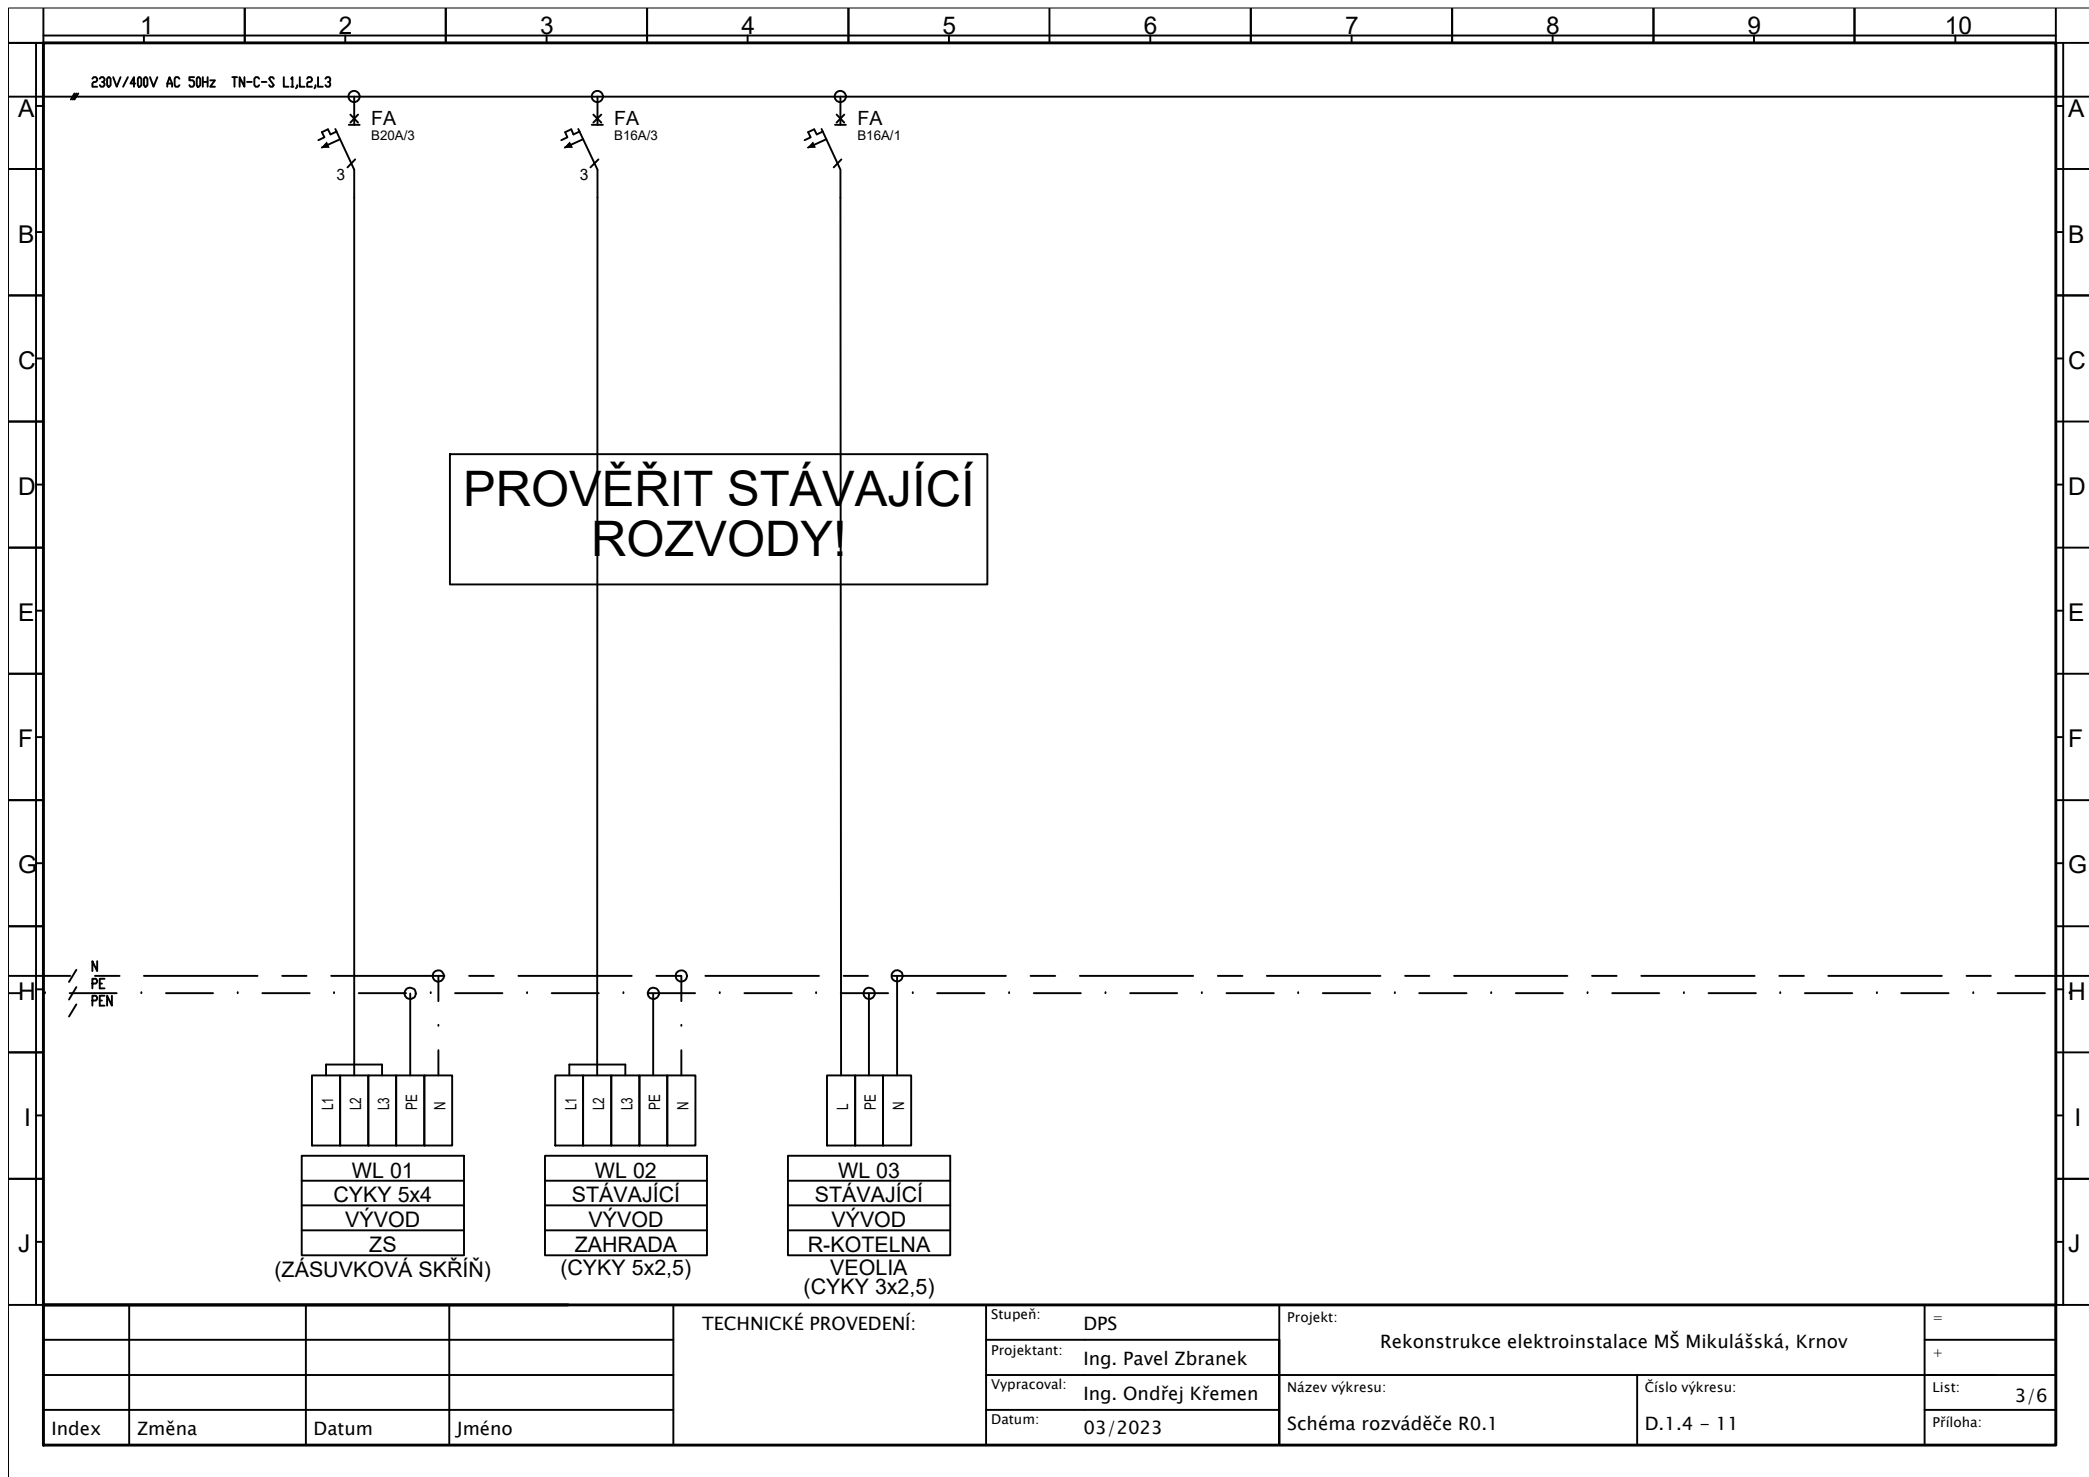 1 2 3 4 5 6 7 8 9 10
230V/400V AC 50Hz TN-C-S L1,L2,L3
A A
FA
B20A/3
3
FA
B16A/3
3
FA
B16A/1
B B
C C
D D
PROVĚŘIT STÁVAJÍCÍ
ROZVODY!
E E
F F
G G
N
PE
PEN
H H
L1 L2 L3 PE N
L1 L2 L3 PE N
L PE N
I I
WL 01
CYKY 5x4
VÝVOD
ZS
(ZÁSUVKOVÁ SKŘÍŇ)
WL 02
STÁVAJÍCÍ
VÝVOD
ZAHRADA
(CYKY 5x2,5)
WL 03
STÁVAJÍCÍ
VÝVOD
R-KOTELNA
VEOLIA
(CYKY 3x2,5)
J J
Index Změna Datum Jméno
TECHNICKÉ PROVEDENÍ:
Stupeň: DPS
Projektant: Ing. Pavel Zbranek
Vypracoval: Ing. Ondřej Křemen
Datum: 03/2023
Projekt:
Rekonstrukce elektroinstalace MŠ Mikulášská, Krnov
Název výkresu:
Schéma rozváděče R0.1
Číslo výkresu:
D.1.4 – 11
=
+
List: 3/6
Příloha: